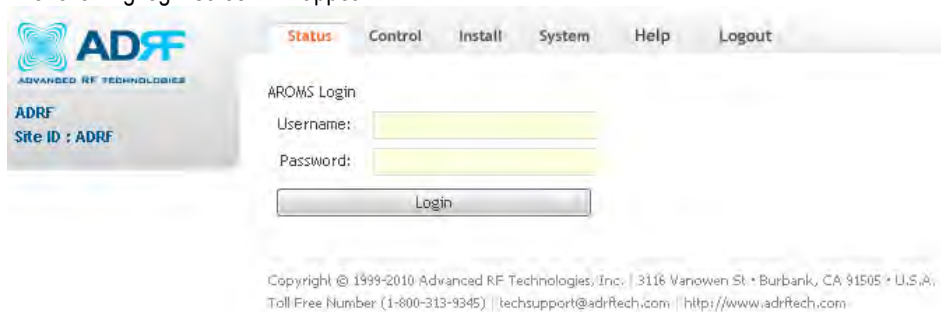 ADRF
ADVANCED RF TECHNOLOGIES
ADRF
Site ID : ADRF
Status Control Install System Help Logout
AROMS Login
Username:
Password:
Login
Copyright © 1999-2010 Advanced RF Technologies, Inc. | 3116 Vanowen St • Burbank, CA 91505 • U.S.A.
Toll Free Number (1-800-313-9345) | techsupport@adrftech.com | http://www.adrftech.com